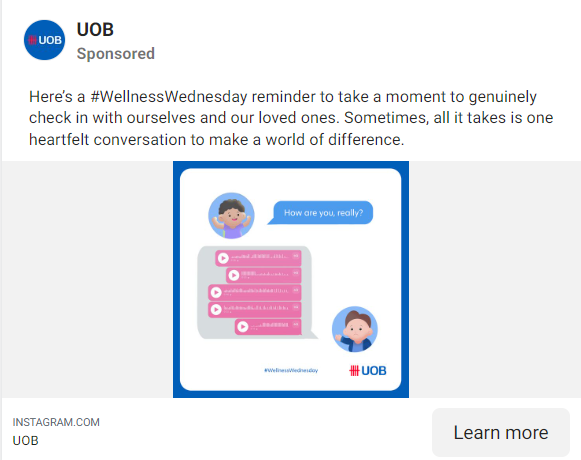 UOB
UOB
Sponsored
Here's a #WellnessWednesday reminder to take a moment to genuinely
check in with ourselves and our loved ones. Sometimes, all it takes is one
heartfelt conversation to make a world of difference.
How are you, really?
#WellnessWednesday
UOB
INSTAGRAM.COM
UOB
Learn more